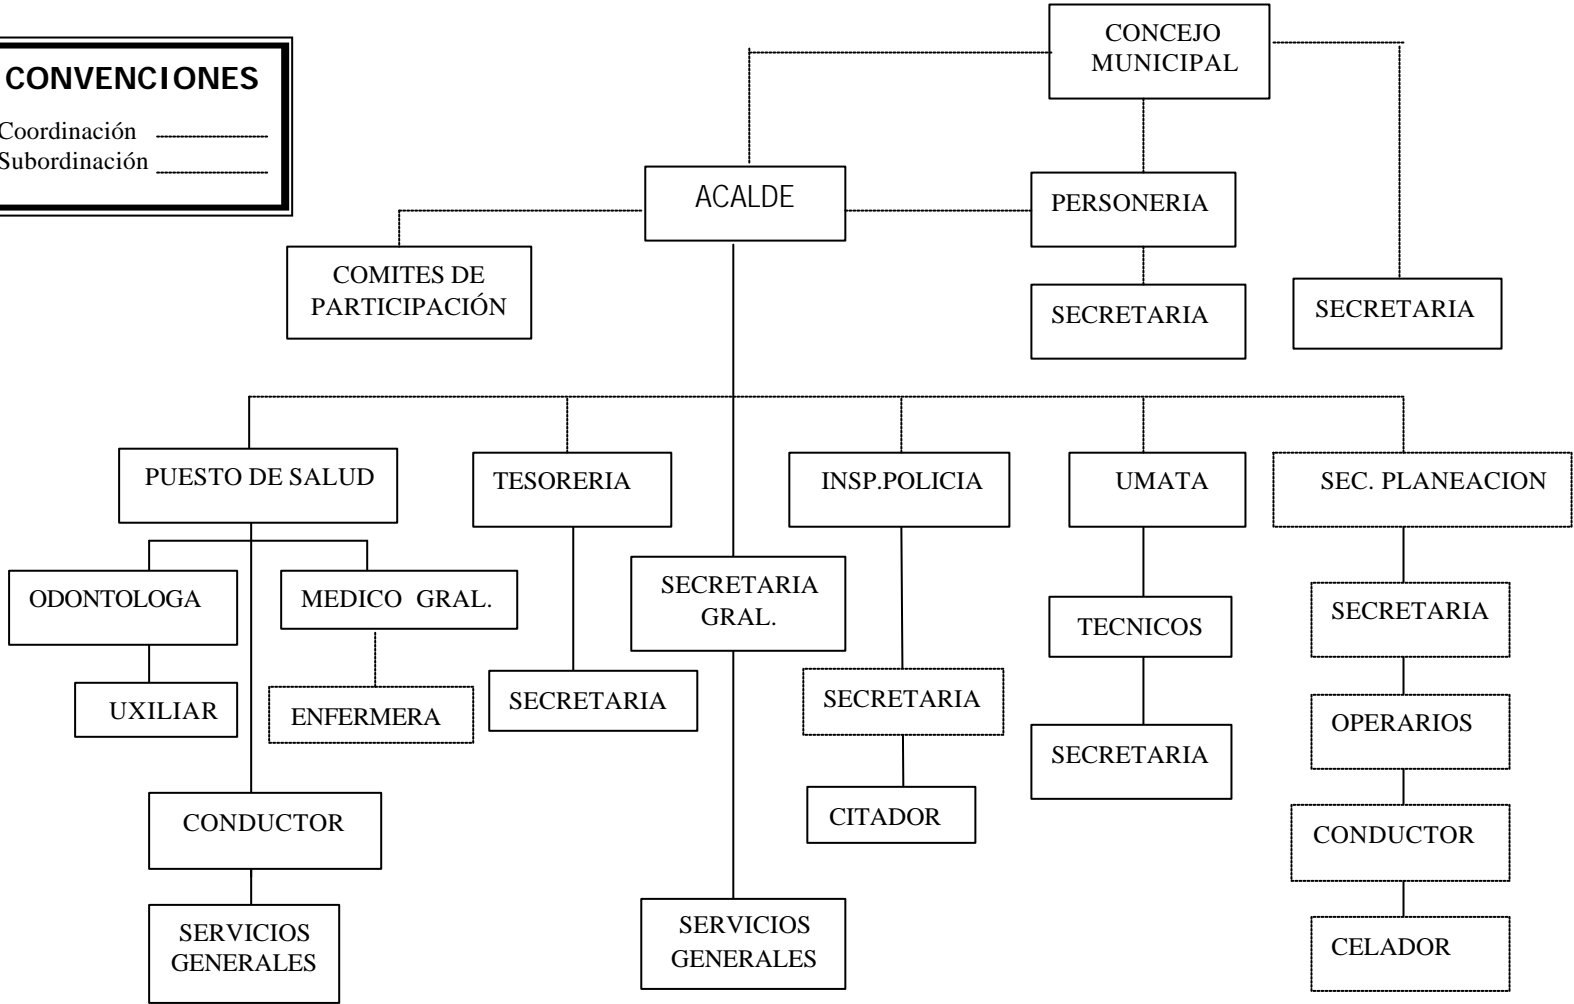 CONCEJO
MUNICIPAL
CONVENCIONES
Coordinación
Subordinación
ACALDE
PERSONERIA
COMITES DE
PARTICIPACIÓN
SECRETARIA
SECRETARIA
PUESTO DE SALUD
TESORERIA
INSP.POLICIA
UMATA
SEC. PLANEACION
ODONTOLOGA
MEDICO GRAL.
SECRETARIA
GRAL.
TECNICOS
SECRETARIA
UXILIAR
ENFERMERA
SECRETARIA
SECRETARIA
SECRETARIA
OPERARIOS
CONDUCTOR
CITADOR
CONDUCTOR
SERVICIOS
GENERALES
SERVICIOS
GENERALES
CELADOR